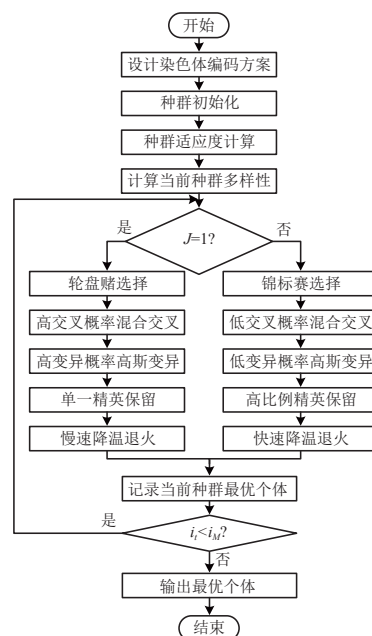 开始
设计染色体编码方案
种群初始化
种群适应度计算
计算当前种群多样性
是
J=1?
否
轮盘赌选择
锦标赛选择
高交叉概率混合交叉
低交叉概率混合交叉
高变异概率高斯变异
低变异概率高斯变异
单一精英保留
高比例精英保留
慢速降温退火
快速降温退火
记录当前种群最优个体
是
i_t<i_M?
否
输出最优个体
结束